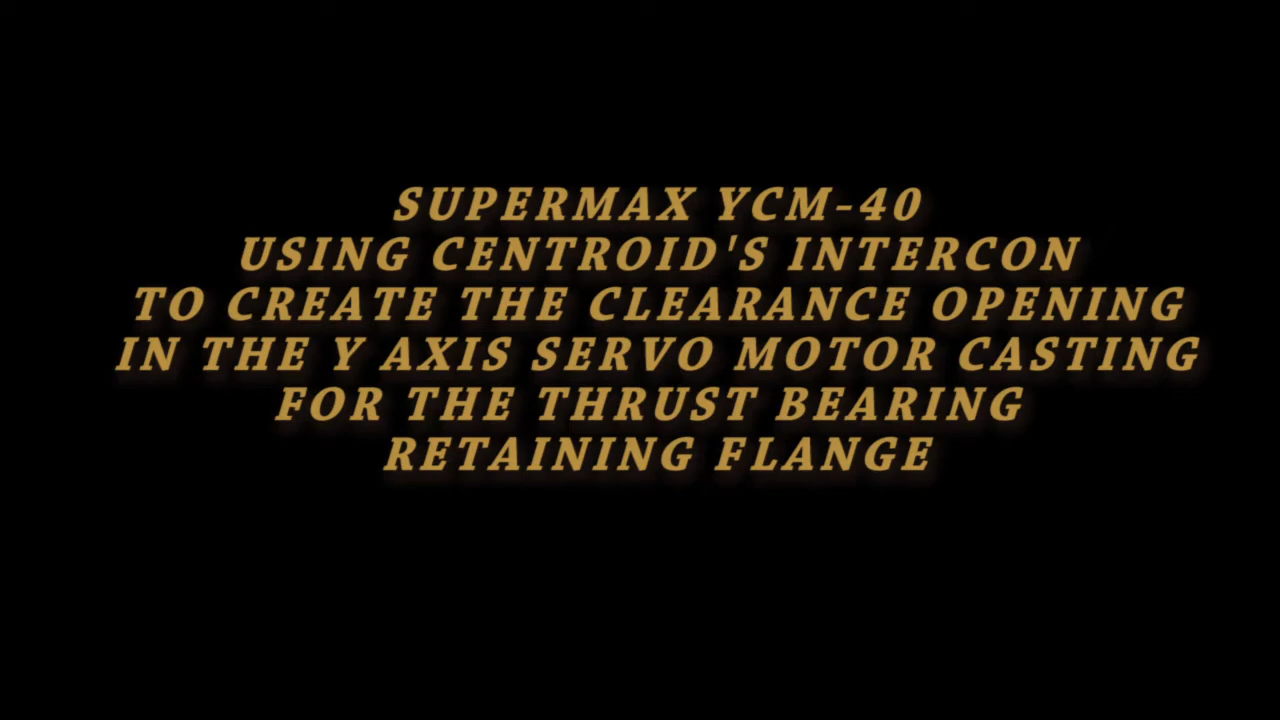 SUPERMAX YCM-40
USING CENTROID'S INTERCON
TO CREATE THE CLEARANCE OPENING
IN THE Y AXIS SERVO MOTOR CASTING
FOR THE THRUST BEARING
RETAINING FLANGE